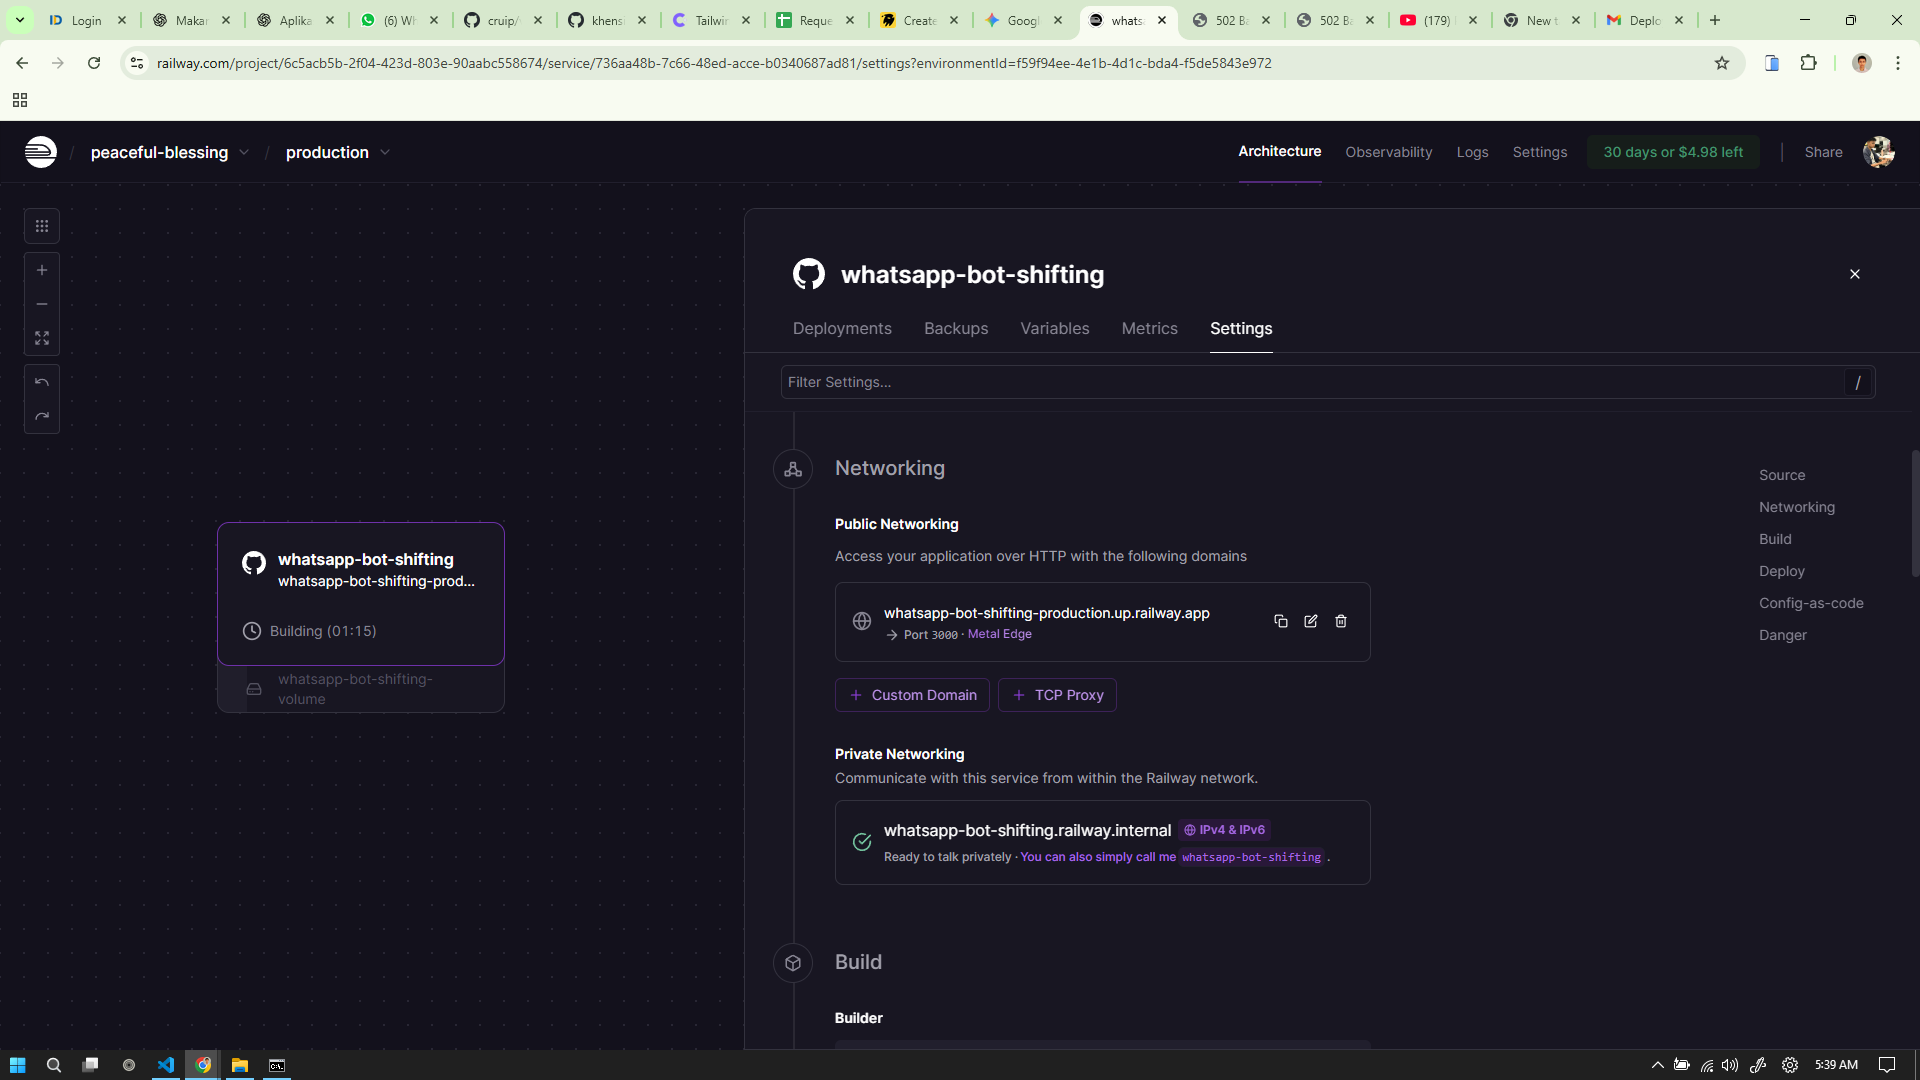 Login
Makan
Aplika
(6) Wh
cruip/
khensi
Tailwin
Reque
Create
Googl
whats
502 Ba
502 Ba
(179)
New t
Deplo
railway.com/project/6c5acb5b-2f04-423d-803e-90aabc558674/service/736aa48b-7c66-48ed-acce-b0340687ad81/settings?environmentId=f59f94ee-4e1b-4d1c-bda4-f5de5843e972
/ peaceful-blessing / production
Architecture Observability Logs Settings 30 days or $4.98 left Share
whatsapp-bot-shifting
Deployments Backups Variables Metrics Settings
Filter Settings... /
Networking
Public Networking
Access your application over HTTP with the following domains
whatsapp-bot-shifting-production.up.railway.app
→ Port 3000 · Metal Edge
+ Custom Domain + TCP Proxy
Private Networking
Communicate with this service from within the Railway network.
whatsapp-bot-shifting.railway.internal IPv4 & IPv6
Ready to talk privately · You can also simply call me whatsapp-bot-shifting .
Build
Builder
Source
Networking
Build
Deploy
Config-as-code
Danger
whatsapp-bot-shifting
whatsapp-bot-shifting-prod...
Building (01:15)
whatsapp-bot-shifting-
volume
5:39 AM